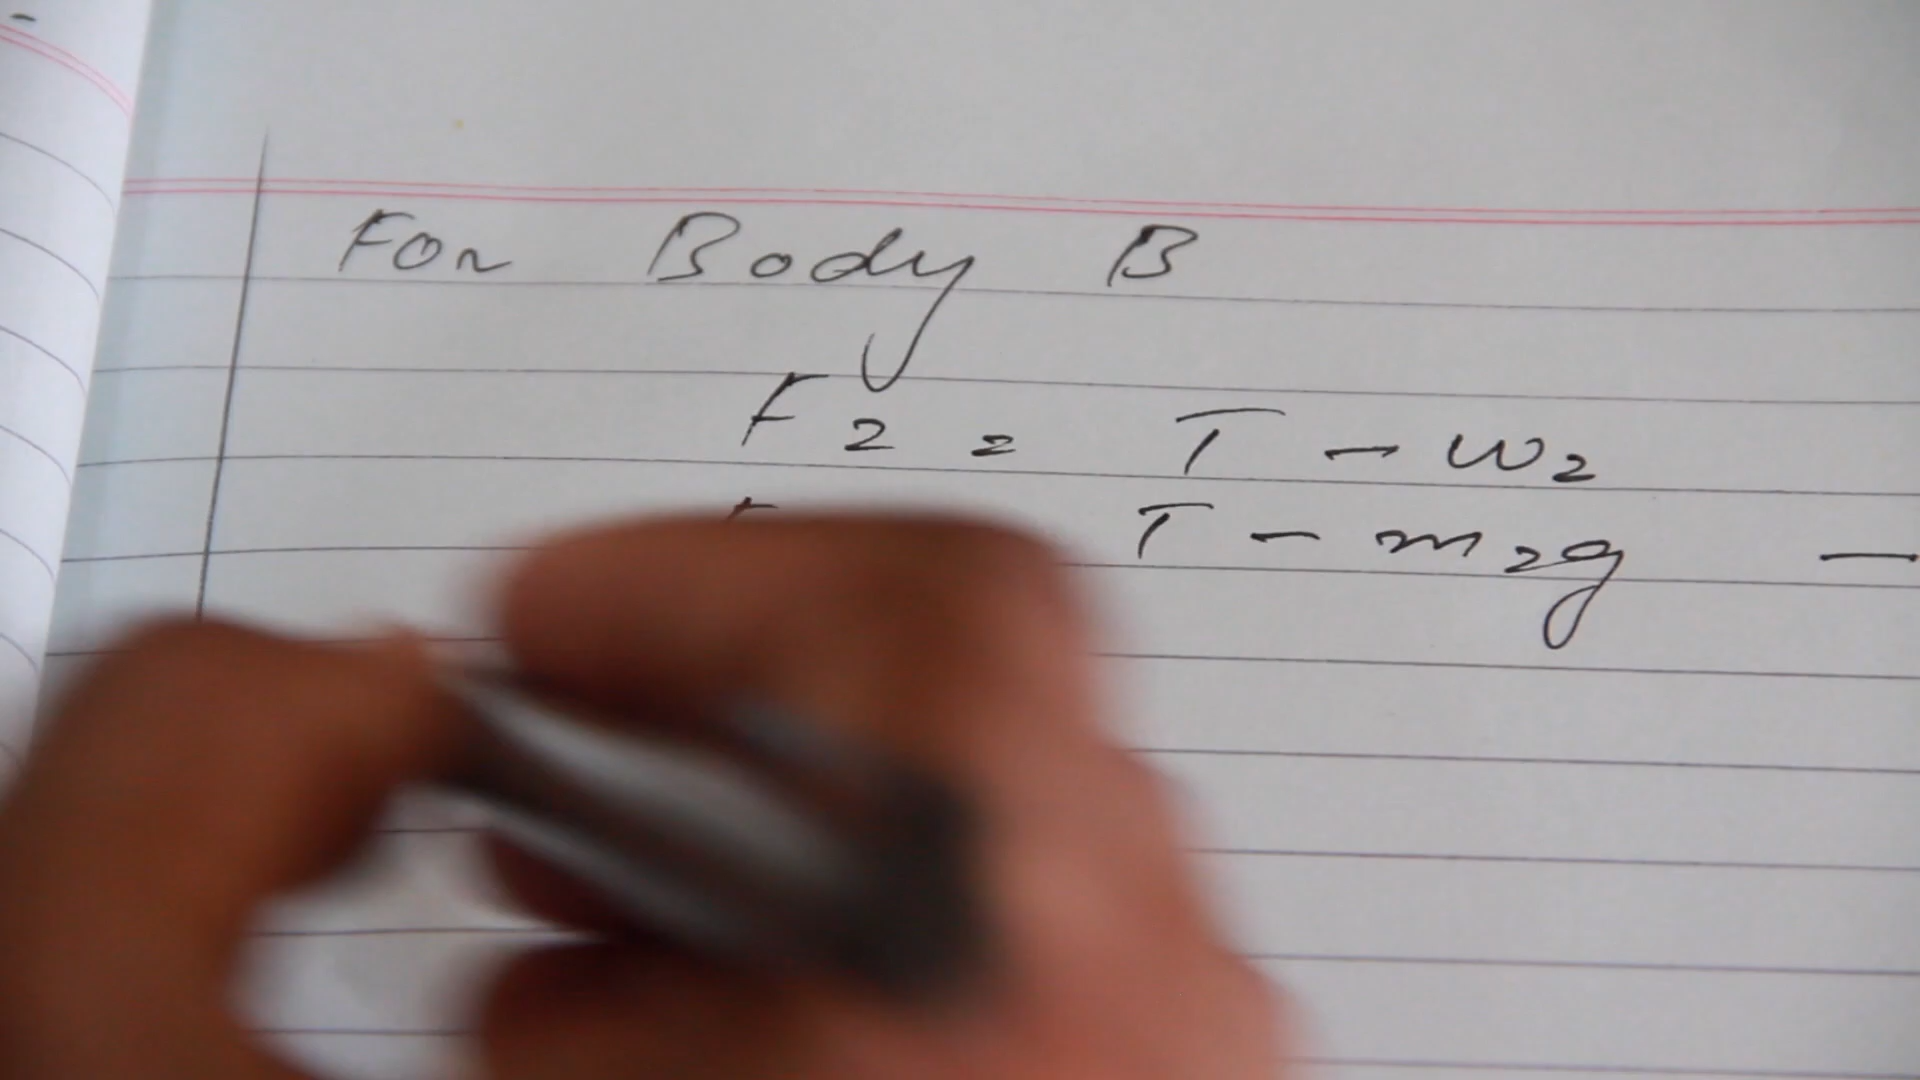 For Body B
F2 = T - w2
T - m2g -